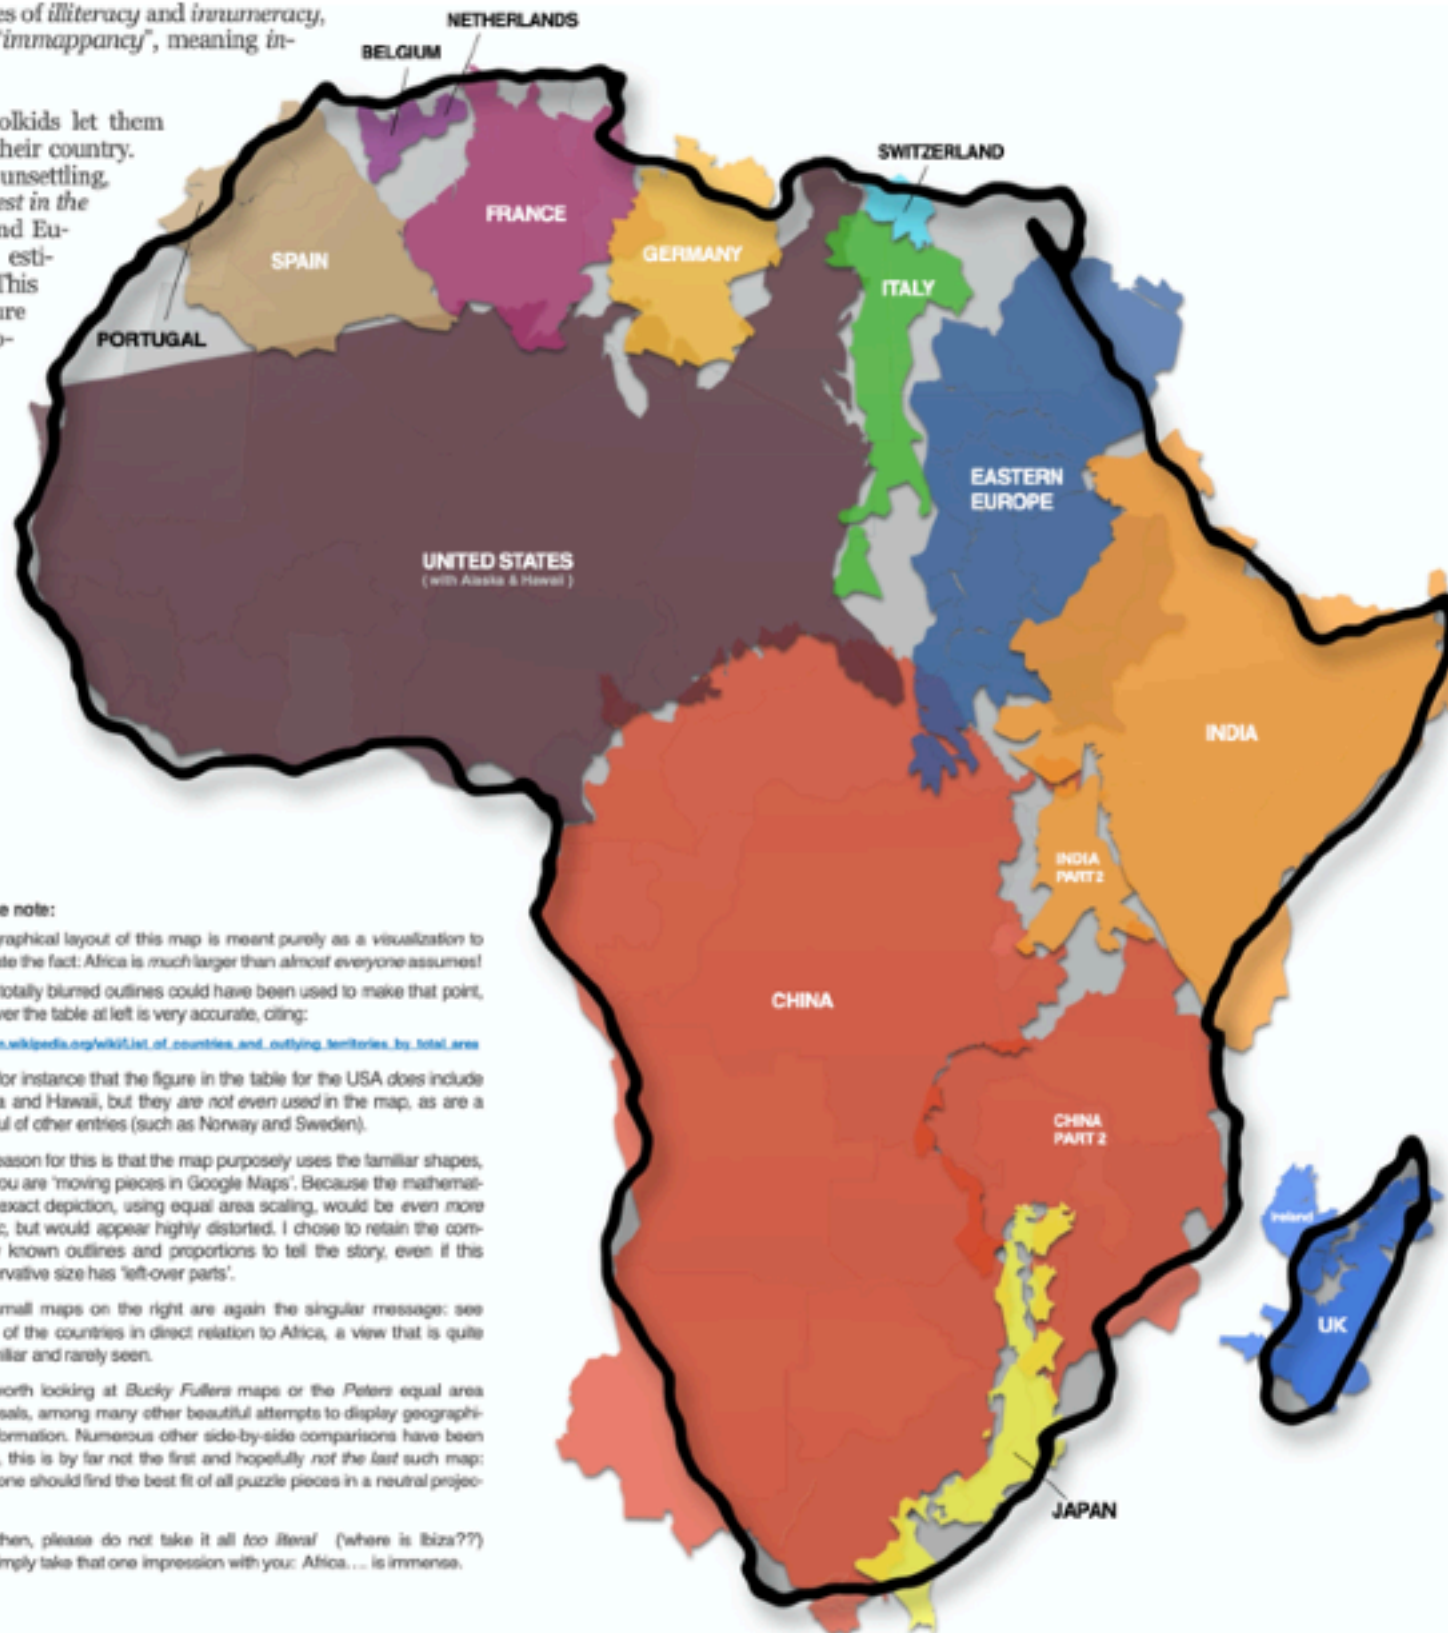 es of illiteracy and innumeracy,
"immappancy", meaning in-
olkids let them
heir country.
unsettling,
est in the
nd Eu-
esti-
This
ure
o-
NETHERLANDS
BELGIUM
SWITZERLAND
FRANCE
GERMANY
SPAIN
ITALY
PORTUGAL
EASTERN
EUROPE
UNITED STATES
(with Alaska & Hawaii)
INDIA
INDIA
PART 2
CHINA
CHINA
PART 2
Ireland
UK
JAPAN
e note:
raphical layout of this map is meant purely as a visualization to
te the fact: Africa is much larger than almost everyone assumes!
totally blurred outlines could have been used to make that point,
ver the table at left is very accurate, citing:
n.wikipedia.org/wiki/List_of_countries_and_outlying_territories_by_total_area
for instance that the figure in the table for the USA does include
a and Hawaii, but they are not even used in the map, as are a
ul of other entries (such as Norway and Sweden).
eason for this is that the map purposely uses the familiar shapes,
ou are 'moving pieces in Google Maps'. Because the mathemat-
exact depiction, using equal area scaling, would be even more
c, but would appear highly distorted. I chose to retain the com-
known outlines and proportions to tell the story, even if this
rvative size has 'left-over parts'.
mall maps on the right are again the singular message: see
of the countries in direct relation to Africa, a view that is quite
iliar and rarely seen.
worth looking at Bucky Fullers maps or the Peters equal area
sals, among many other beautiful attempts to display geographi-
formation. Numerous other side-by-side comparisons have been
, this is by far not the first and hopefully not the last such map:
one should find the best fit of all puzzle pieces in a neutral projec-
then, please do not take it all too literal ('where is Ibiza??')
imply take that one impression with you: Africa.... is immense.